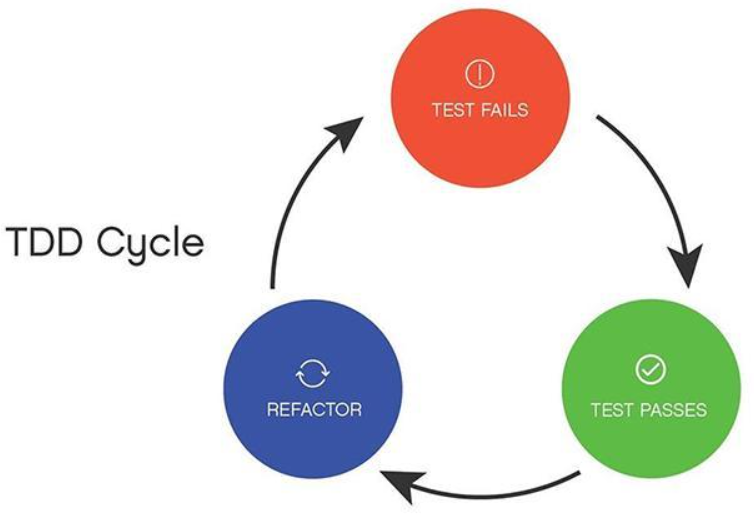 TEST FAILS
TDD Cycle
REFACTOR
TEST PASSES